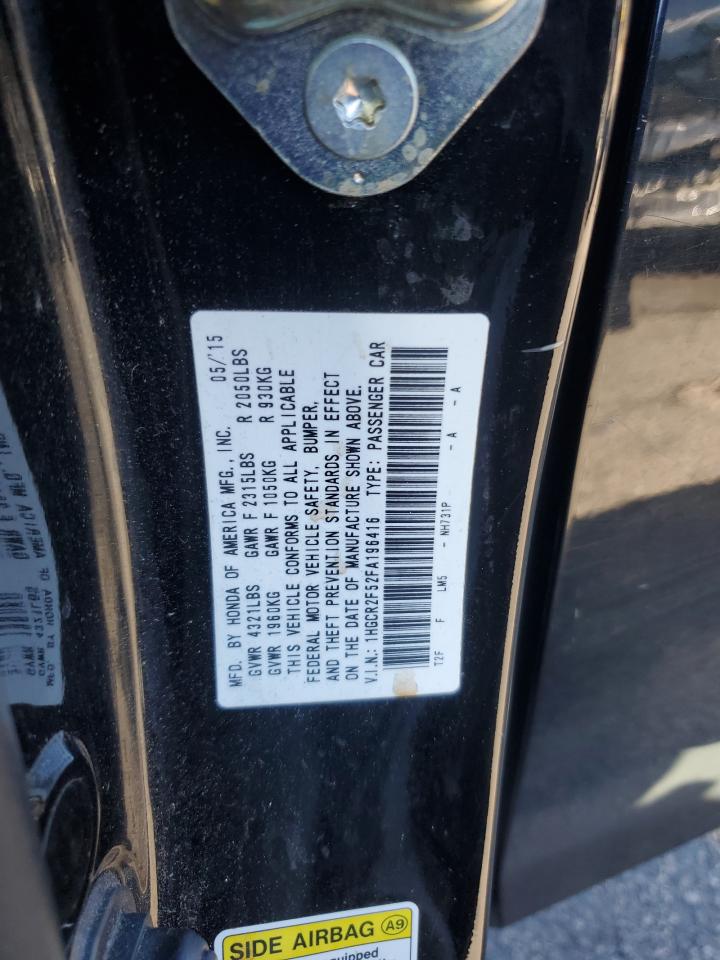 MFD. BY HONDA OF AMERICA MFG., INC. 05/'15
GVWR 4321LBS GAWR F 2315LBS R 2050LBS
GVWR 1960KG GAWR F 1050KG R 930KG
THIS VEHICLE CONFORMS TO ALL APPLICABLE
FEDERAL MOTOR VEHICLE SAFETY, BUMPER,
AND THEFT PREVENTION STANDARDS IN EFFECT
ON THE DATE OF MANUFACTURE SHOWN ABOVE.
V.I.N.: 1HGCR2F52FA196416 TYPE: PASSENGER CAR
T2F F LM5 - NH731P - A - A
SIDE AIRBAG A9